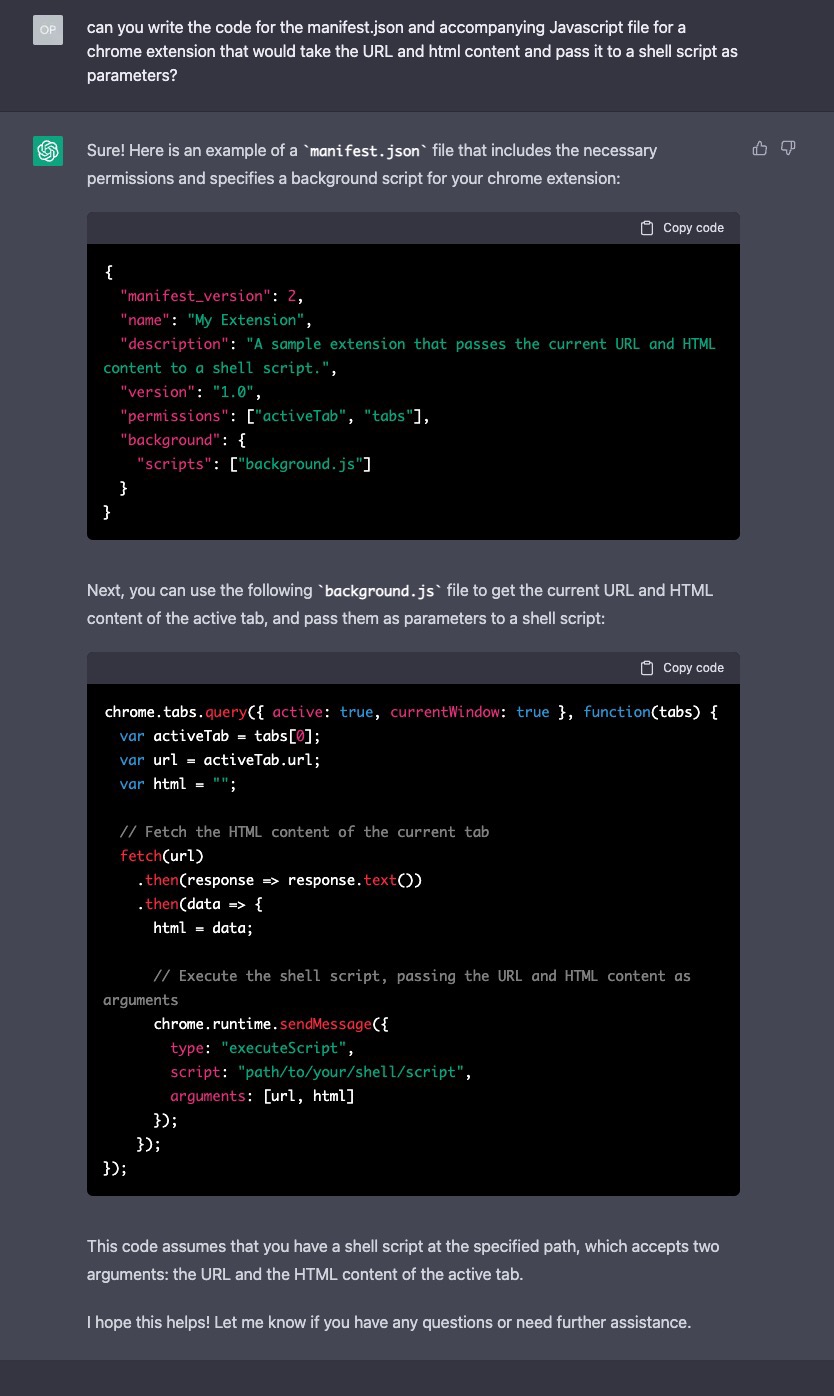 OP
can you write the code for the manifest.json and accompanying Javascript file for a
chrome extension that would take the URL and html content and pass it to a shell script as
parameters?
Sure! Here is an example of a `manifest.json` file that includes the necessary
permissions and specifies a background script for your chrome extension:
Copy code
{
  "manifest_version": 2,
  "name": "My Extension",
  "description": "A sample extension that passes the current URL and HTML
content to a shell script.",
  "version": "1.0",
  "permissions": ["activeTab", "tabs"],
  "background": {
    "scripts": ["background.js"]
  }
}
Next, you can use the following `background.js` file to get the current URL and HTML
content of the active tab, and pass them as parameters to a shell script:
Copy code
chrome.tabs.query({ active: true, currentWindow: true }, function(tabs) {
  var activeTab = tabs[0];
  var url = activeTab.url;
  var html = "";
  // Fetch the HTML content of the current tab
  fetch(url)
    .then(response => response.text())
    .then(data => {
      html = data;
      // Execute the shell script, passing the URL and HTML content as
arguments
      chrome.runtime.sendMessage({
        type: "executeScript",
        script: "path/to/your/shell/script",
        arguments: [url, html]
      });
    });
});
This code assumes that you have a shell script at the specified path, which accepts two
arguments: the URL and the HTML content of the active tab.
I hope this helps! Let me know if you have any questions or need further assistance.